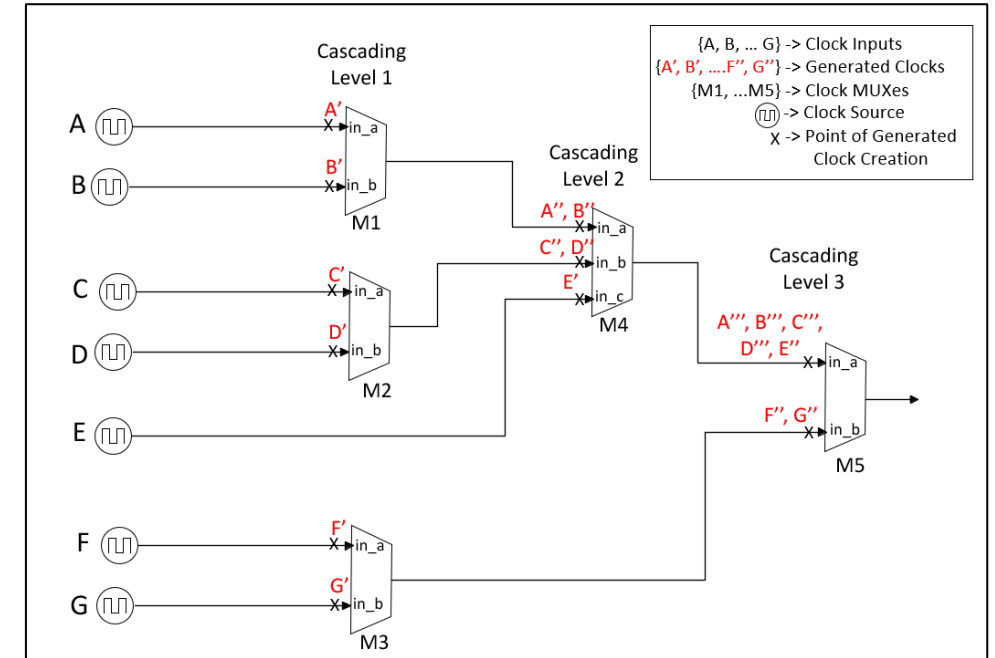 {A, B, ... G} -> Clock Inputs
{A’, B’, ....F’’, G’’} -> Generated Clocks
{M1, ...M5} -> Clock MUXes
-> Clock Source
X -> Point of Generated
Clock Creation
Cascading
Level 1
A
A’
X
in_a
B
B’
X
in_b
M1
Cascading
Level 2
A’’, B’’
X
in_a
C’’, D’’
X
in_b
E’
X
in_c
M4
C
C’
X
in_a
D
D’
X
in_b
M2
E
Cascading
Level 3
A’’’, B’’’, C’’’,
D’’’, E’’
X
in_a
F’’, G’’
X
in_b
M5
F
F’
X
in_a
G
G’
X
in_b
M3